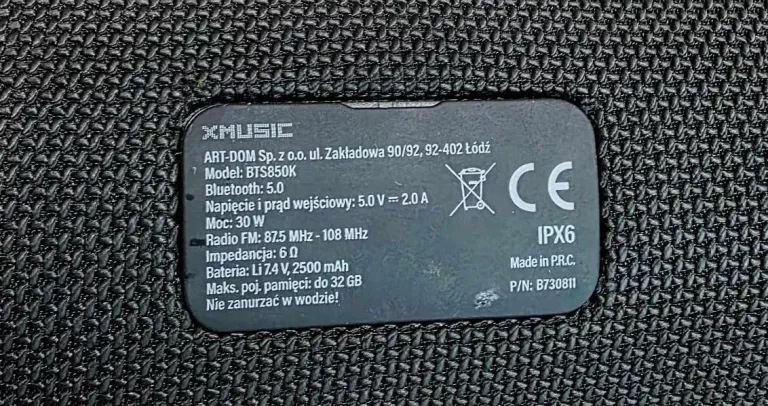 XMUSIC
ART-DOM Sp. z o.o. ul. Zakładowa 90/92, 92-402 Łódź
Model: BTS850K
Bluetooth: 5.0
Napięcie i prąd wejściowy: 5.0 V ⎓ 2.0 A
Moc: 30 W
Radio FM: 87.5 MHz - 108 MHz
Impedancja: 6 Ω
Bateria: Li 7.4 V, 2500 mAh
Maks. poj. pamięci: do 32 GB
Nie zanurzać w wodzie!
CE
IPX6
Made in P.R.C.
P/N: B730811